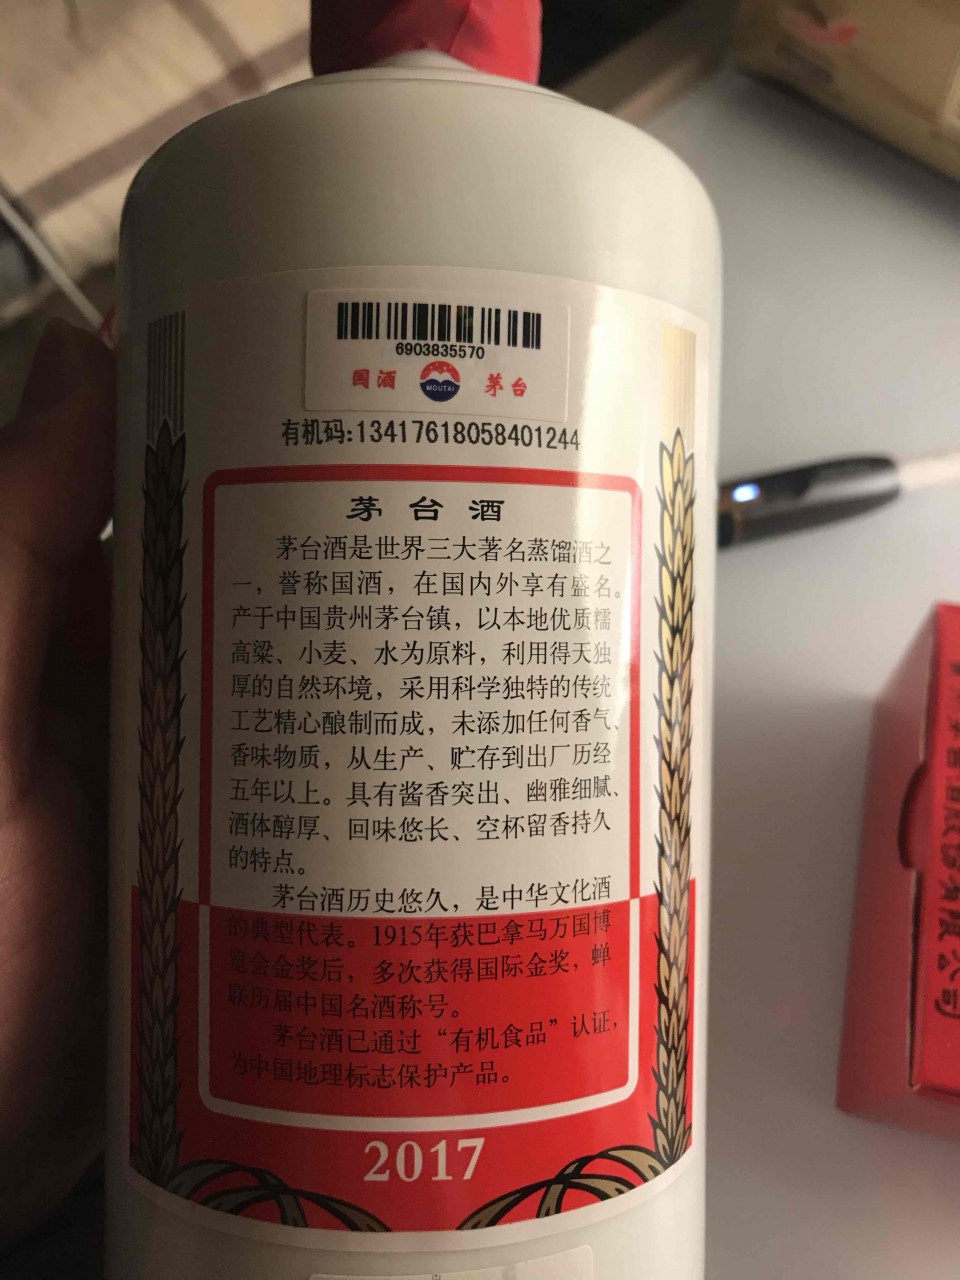 6903835570
国酒 MOUTAI 茅台
有机码:13417618058401244
茅台酒
茅台酒是世界三大著名蒸馏酒之
一，誉称国酒，在国内外享有盛名。
产于中国贵州茅台镇，以本地优质糯
高粱、小麦、水为原料，利用得天独
厚的自然环境，采用科学独特的传统
工艺精心酿制而成，未添加任何香气、
香味物质，从生产、贮存到出厂历经
五年以上。具有酱香突出、幽雅细腻、
酒体醇厚、回味悠长、空杯留香持久
的特点。
茅台酒历史悠久，是中华文化酒
的典型代表。1915年获巴拿马万国博
览会金奖后，多次获得国际金奖，蝉
联历届中国名酒称号。
茅台酒已通过“有机食品”认证，
为中国地理标志保护产品。
2017
股份有限公司